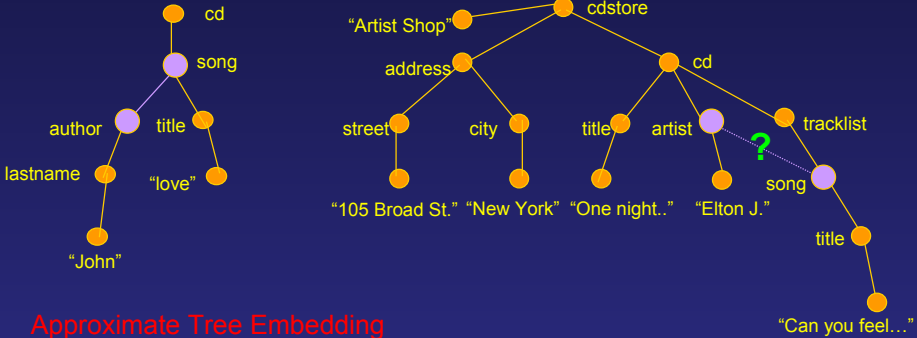 cd
song
author
title
lastname
“love”
“John”
cdstore
“Artist Shop”
address
cd
street
city
title
artist
tracklist
?
song
“105 Broad St.”
“New York”
“One night..”
“Elton J.”
title
“Can you feel…”
Approximate Tree Embedding